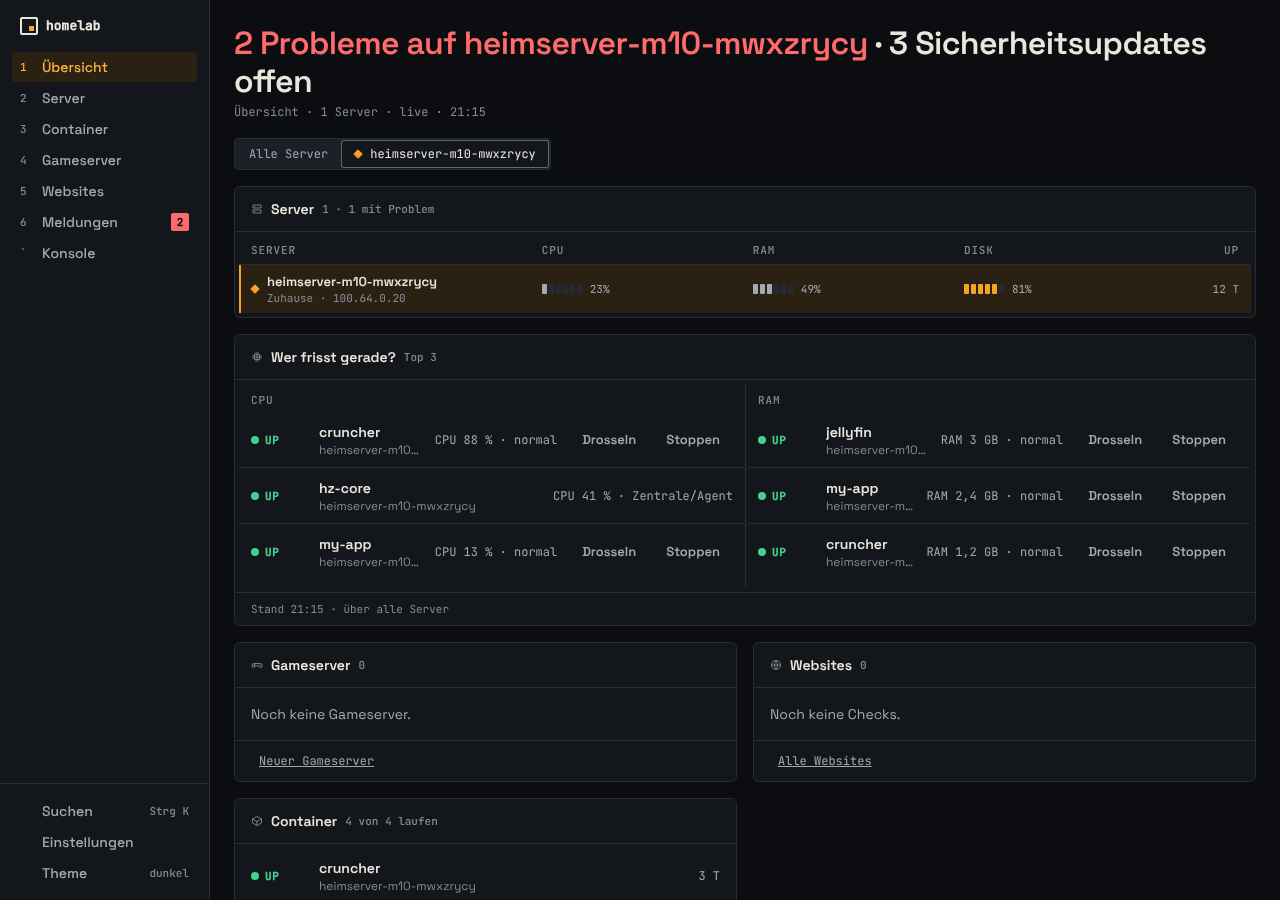 homelab
1 Übersicht
2 Server
3 Container
4 Gameserver
5 Websites
6 Meldungen 2
` Konsole
Suchen Strg K
Einstellungen
Theme dunkel
2 Probleme auf heimserver-m10-mwxzrycy · 3 Sicherheitsupdates
offen
Übersicht · 1 Server · live · 21:15
Alle Server heimserver-m10-mwxzrycy
Server 1 · 1 mit Problem
SERVER CPU RAM DISK UP
heimserver-m10-mwxzrycy 23% 49% 81% 12 T
Zuhause · 100.64.0.20
Wer frisst gerade? Top 3
CPU
UP cruncher CPU 88 % · normal Drosseln Stoppen
heimserver-m10…
UP hz-core CPU 41 % · Zentrale/Agent
heimserver-m10-mwxzrycy
UP my-app CPU 13 % · normal Drosseln Stoppen
heimserver-m10…
RAM
UP jellyfin RAM 3 GB · normal Drosseln Stoppen
heimserver-m10…
UP my-app RAM 2,4 GB · normal Drosseln Stoppen
heimserver-m…
UP cruncher RAM 1,2 GB · normal Drosseln Stoppen
heimserver-m…
Stand 21:15 · über alle Server
Gameserver 0
Noch keine Gameserver.
Neuer Gameserver
Websites 0
Noch keine Checks.
Alle Websites
Container 4 von 4 laufen
UP cruncher 3 T
heimserver-m10-mwxzrycy